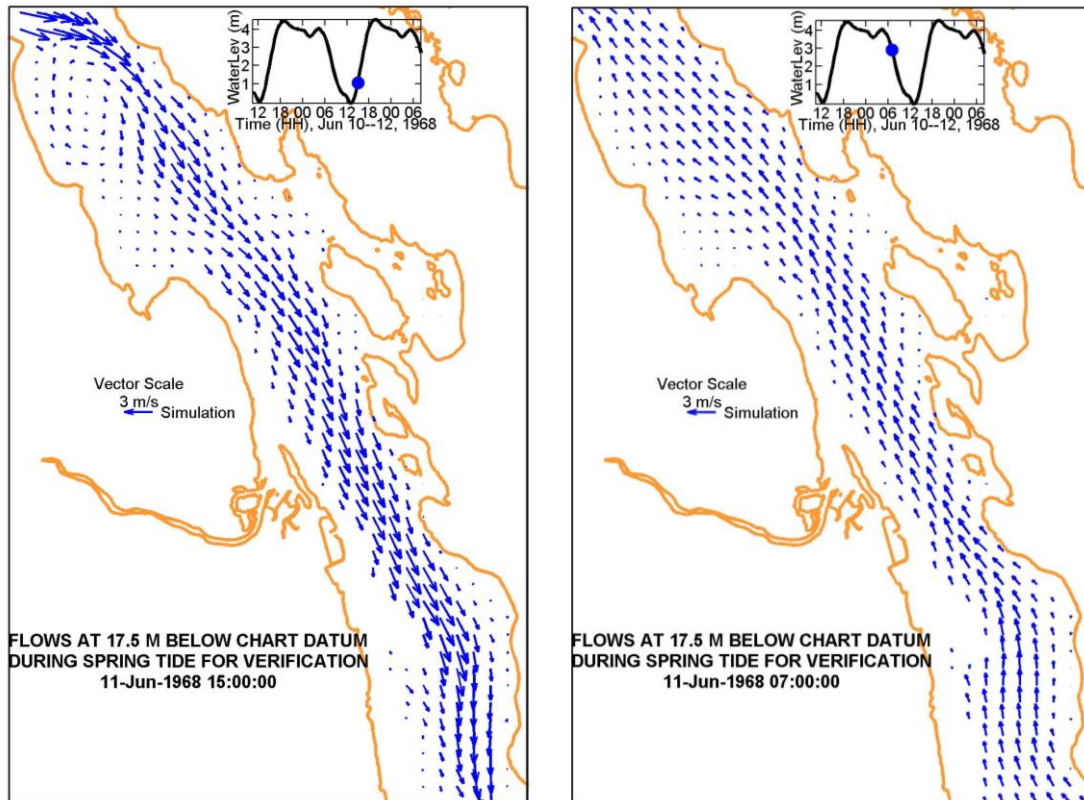 WaterLev (m)
4
3
2
1
12 18 00 06 12 18 00 06
Time (HH), Jun 10--12, 1968
Vector Scale
3 m/s
Simulation
FLOWS AT 17.5 M BELOW CHART DATUM
DURING SPRING TIDE FOR VERIFICATION
11-Jun-1968 15:00:00
WaterLev (m)
4
3
2
1
12 18 00 06 12 18 00 06
Time (HH), Jun 10--12, 1968
Vector Scale
3 m/s
Simulation
FLOWS AT 17.5 M BELOW CHART DATUM
DURING SPRING TIDE FOR VERIFICATION
11-Jun-1968 07:00:00